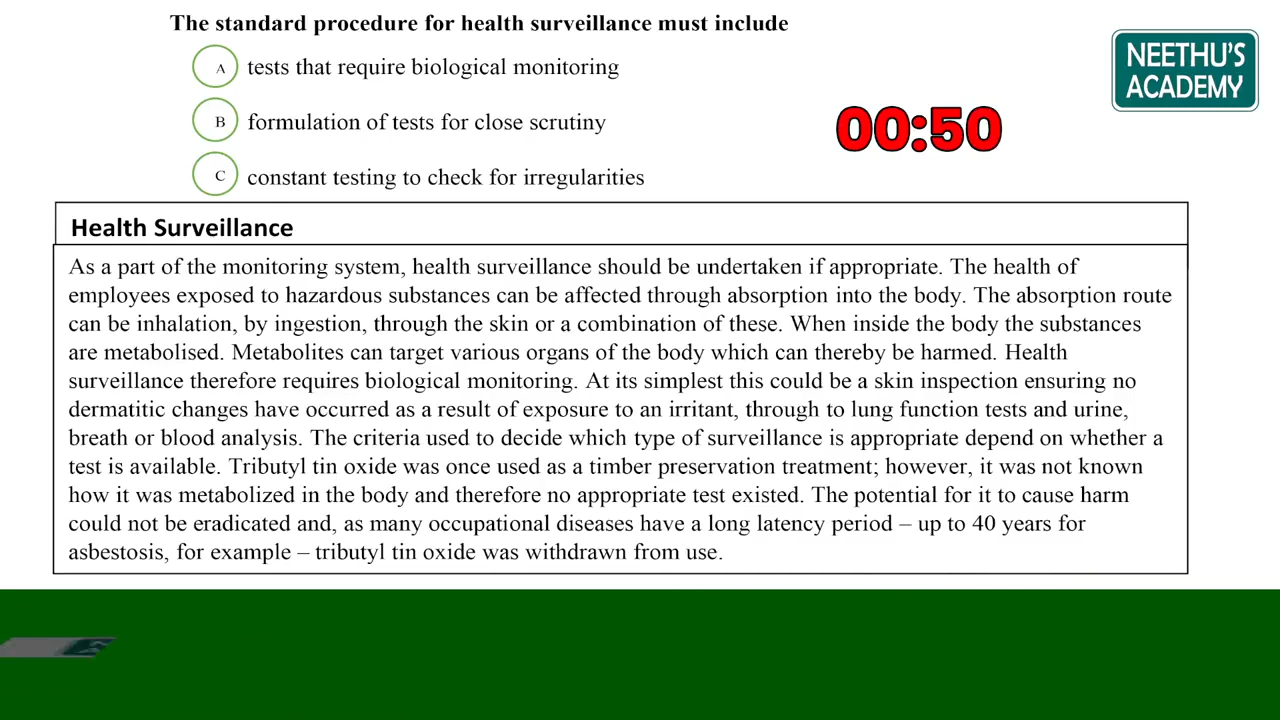 The standard procedure for health surveillance must include
A tests that require biological monitoring
B formulation of tests for close scrutiny
C constant testing to check for irregularities
NEETHU'S
ACADEMY
00:50
Health Surveillance
As a part of the monitoring system, health surveillance should be undertaken if appropriate. The health of
employees exposed to hazardous substances can be affected through absorption into the body. The absorption route
can be inhalation, by ingestion, through the skin or a combination of these. When inside the body the substances
are metabolised. Metabolites can target various organs of the body which can thereby be harmed. Health
surveillance therefore requires biological monitoring. At its simplest this could be a skin inspection ensuring no
dermatitic changes have occurred as a result of exposure to an irritant, through to lung function tests and urine,
breath or blood analysis. The criteria used to decide which type of surveillance is appropriate depend on whether a
test is available. Tributyl tin oxide was once used as a timber preservation treatment; however, it was not known
how it was metabolized in the body and therefore no appropriate test existed. The potential for it to cause harm
could not be eradicated and, as many occupational diseases have a long latency period – up to 40 years for
asbestosis, for example – tributyl tin oxide was withdrawn from use.